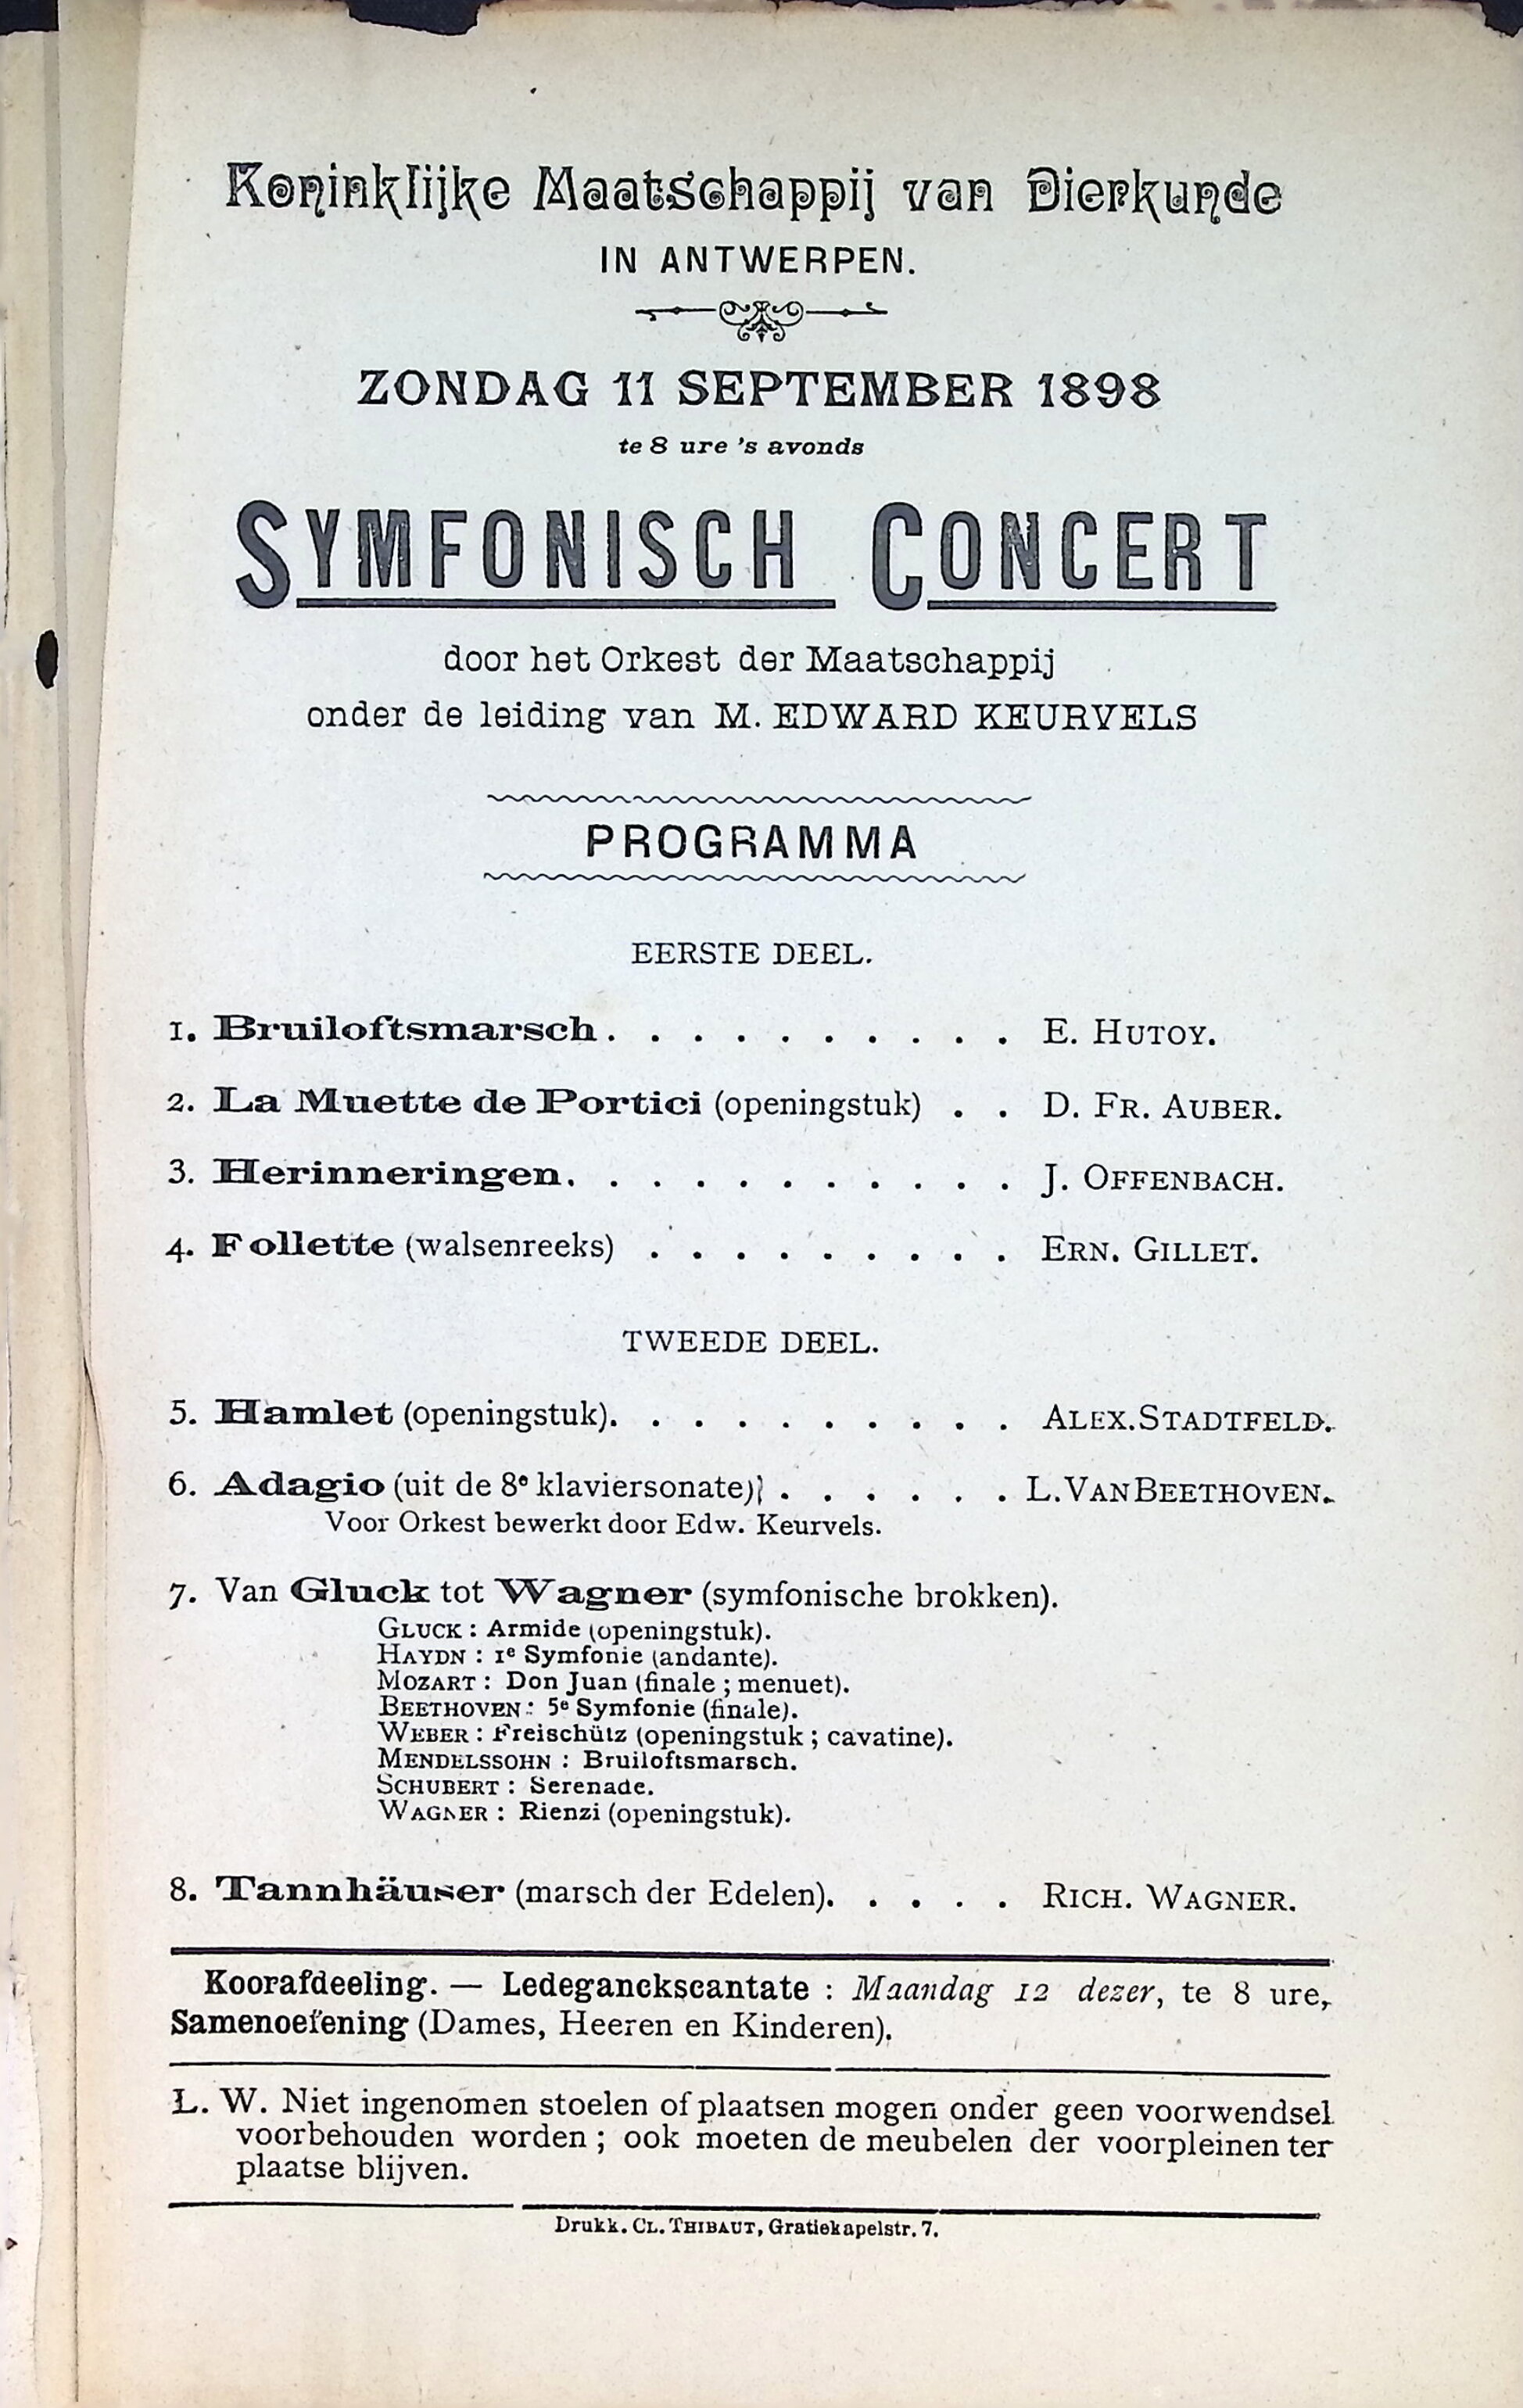 Koninklijke Maatschappij van Dierkunde
IN ANTWERPEN.
ZONDAG 11 SEPTEMBER 1898
te 8 ure 's avonds
SYMFONISCH CONCERT
door het Orkest der Maatschappij
onder de leiding van M. EDWARD KEURVELS
PROGRAMMA
EERSTE DEEL.
1. Bruiloftsmarsch. . . . . . . . . . E. HUTOY.
2. La Muette de Portici (openingstuk) . . D. FR. AUBER.
3. Herinneringen. . . . . . . . . . . J. OFFENBACH.
4. Follette (walsenreeks) . . . . . . . . . ERN. GILLET.
TWEEDE DEEL.
5. Hamlet (openingstuk). . . . . . . . . . ALEX. STADTFELD.
6. Adagio (uit de 8e klaviersonate) . . . . . . L. VAN BEETHOVEN.
Voor Orkest bewerkt door Edw. Keurvels.
7. Van Gluck tot Wagner (symfonische brokken).
GLUCK : Armide (openingstuk).
HAYDN : 1e Symfonie (andante).
MOZART : Don Juan (finale ; menuet).
BEETHOVEN : 5e Symfonie (finale).
WEBER : Freischütz (openingstuk ; cavatine).
MENDELSSOHN : Bruiloftsmarsch.
SCHUBERT : Serenade.
WAGNER : Rienzi (openingstuk).
8. Tannhäuser (marsch der Edelen). . . . . RICH. WAGNER.
Koorafdeeling. — Ledeganckscantate : Maandag 12 dezer, te 8 ure,
Samenoefening (Dames, Heeren en Kinderen).
L. W. Niet ingenomen stoelen of plaatsen mogen onder geen voorwendsel
voorbehouden worden ; ook moeten de meubelen der voorpleinen ter
plaatse blijven.
Drukk. CL. THIBAUT, Gratiekapelstr. 7.